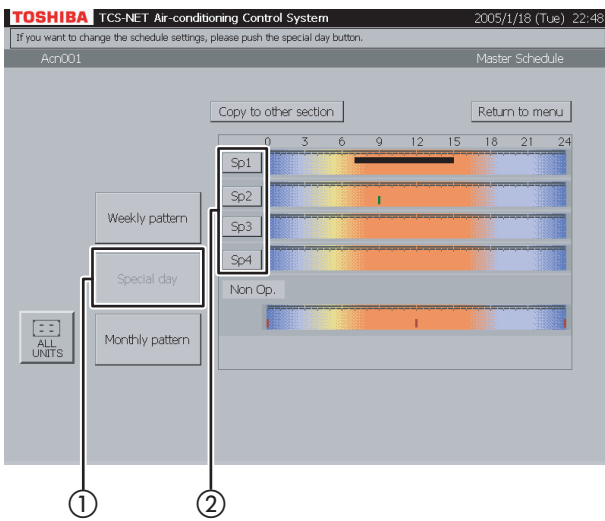 TOSHIBA TCS-NET Air-conditioning Control System 2005/1/18 (Tue) 22:48
If you want to change the schedule settings, please push the special day button.
Acn001 Master Schedule
Copy to other section Return to menu
0 3 6 9 12 15 18 21 24
Sp1
Sp2
Weekly pattern
Sp3
Sp4
Special day
Non Op.
ALL
UNITS
Monthly pattern
① ②